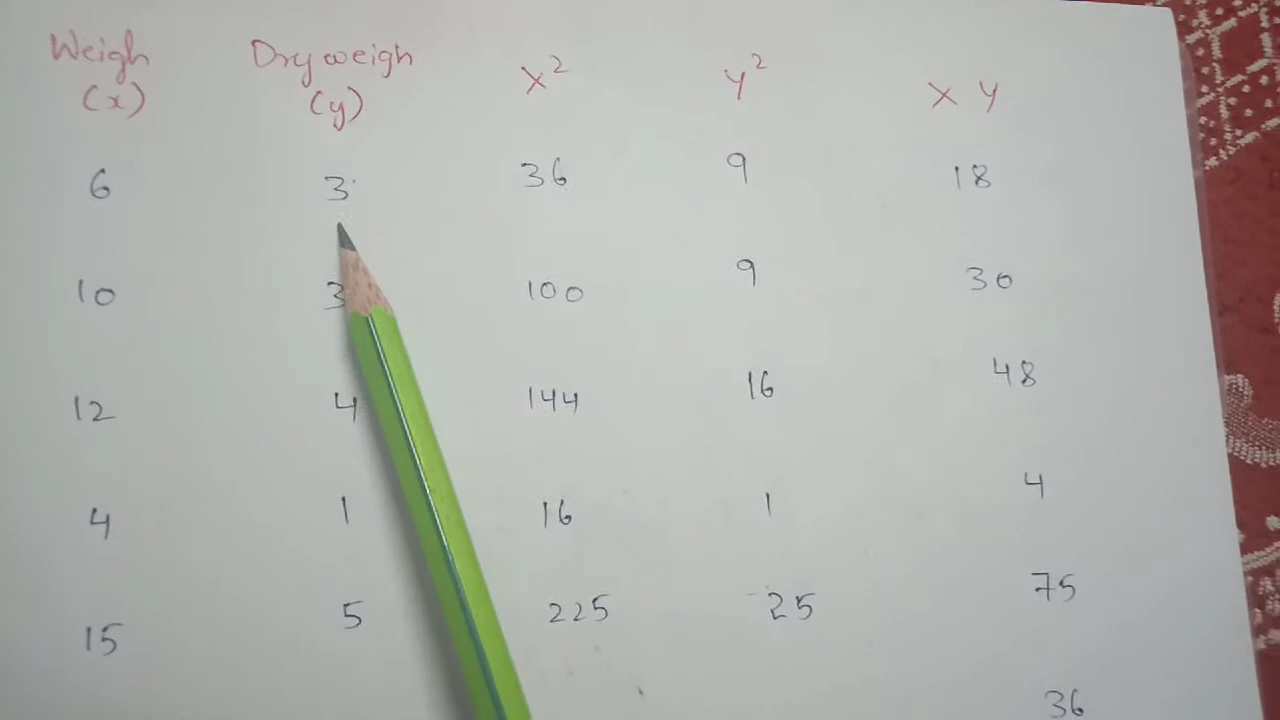 Weigh Dry weigh x² y² x y
(x) (y)
6 3 36 9 18
10 3 100 9 30
12 4 144 16 48
4 1 16 1 4
15 5 225 25 75
36